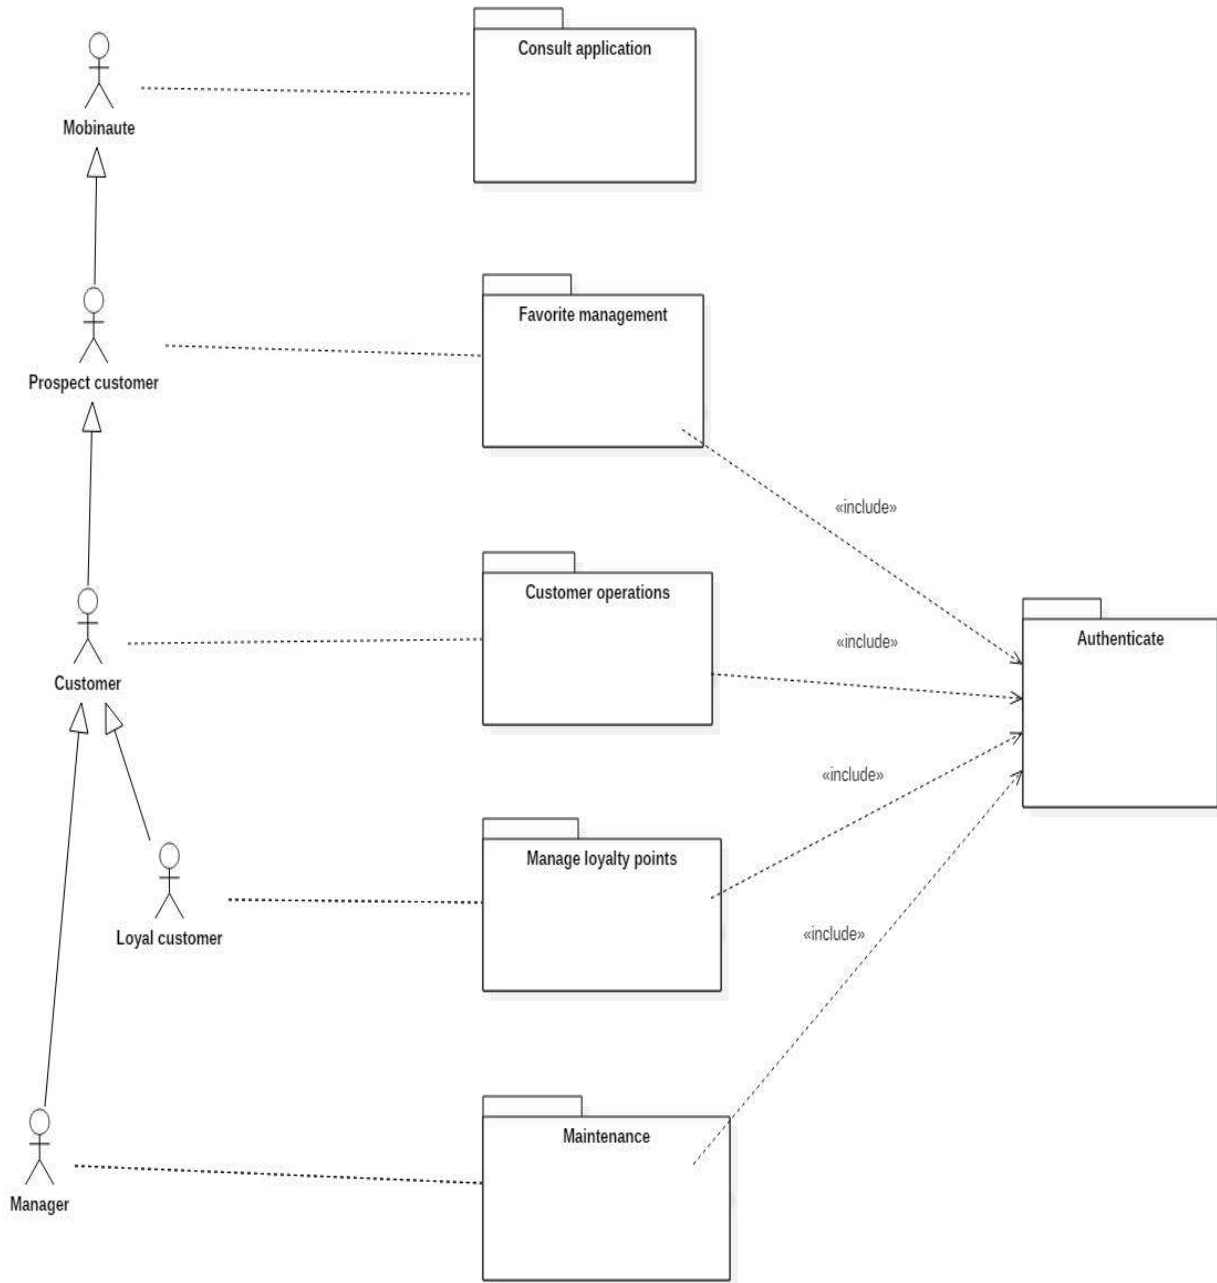 Consult application
Mobinaute
Favorite management
Prospect customer
«include»
Customer operations
«include»
Authenticate
Customer
«include»
Manage loyalty points
«include»
Loyal customer
Maintenance
Manager